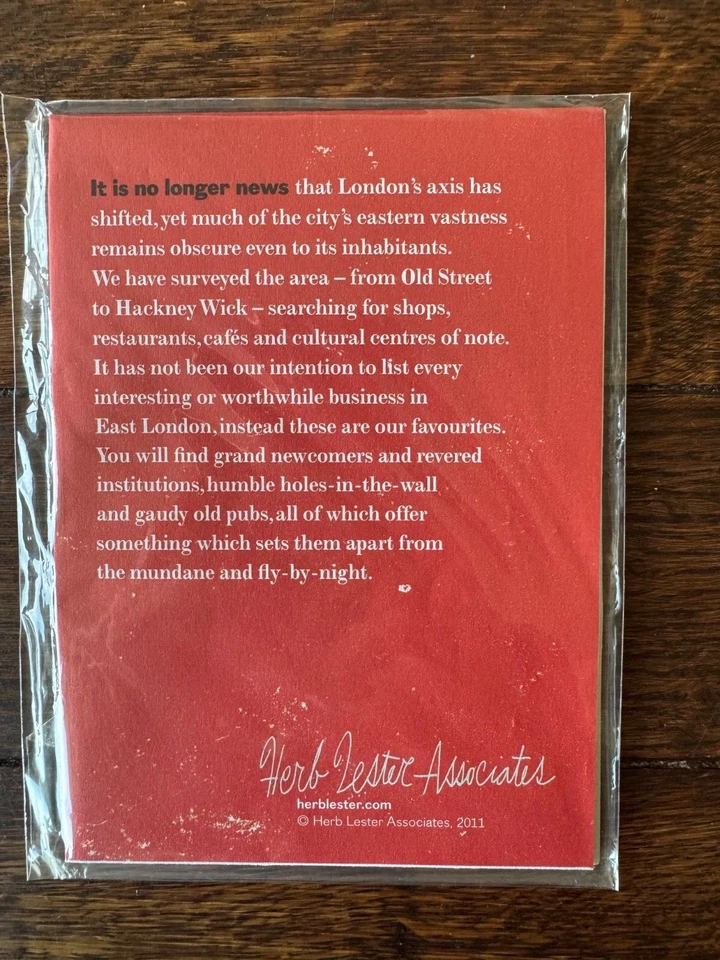 It is no longer news that London's axis has
shifted, yet much of the city's eastern vastness
remains obscure even to its inhabitants.
We have surveyed the area – from Old Street
to Hackney Wick – searching for shops,
restaurants, cafés and cultural centres of note.
It has not been our intention to list every
interesting or worthwhile business in
East London, instead these are our favourites.
You will find grand newcomers and revered
institutions, humble holes-in-the-wall
and gaudy old pubs, all of which offer
something which sets them apart from
the mundane and fly-by-night.
Herb Lester Associates
herblester.com
© Herb Lester Associates, 2011